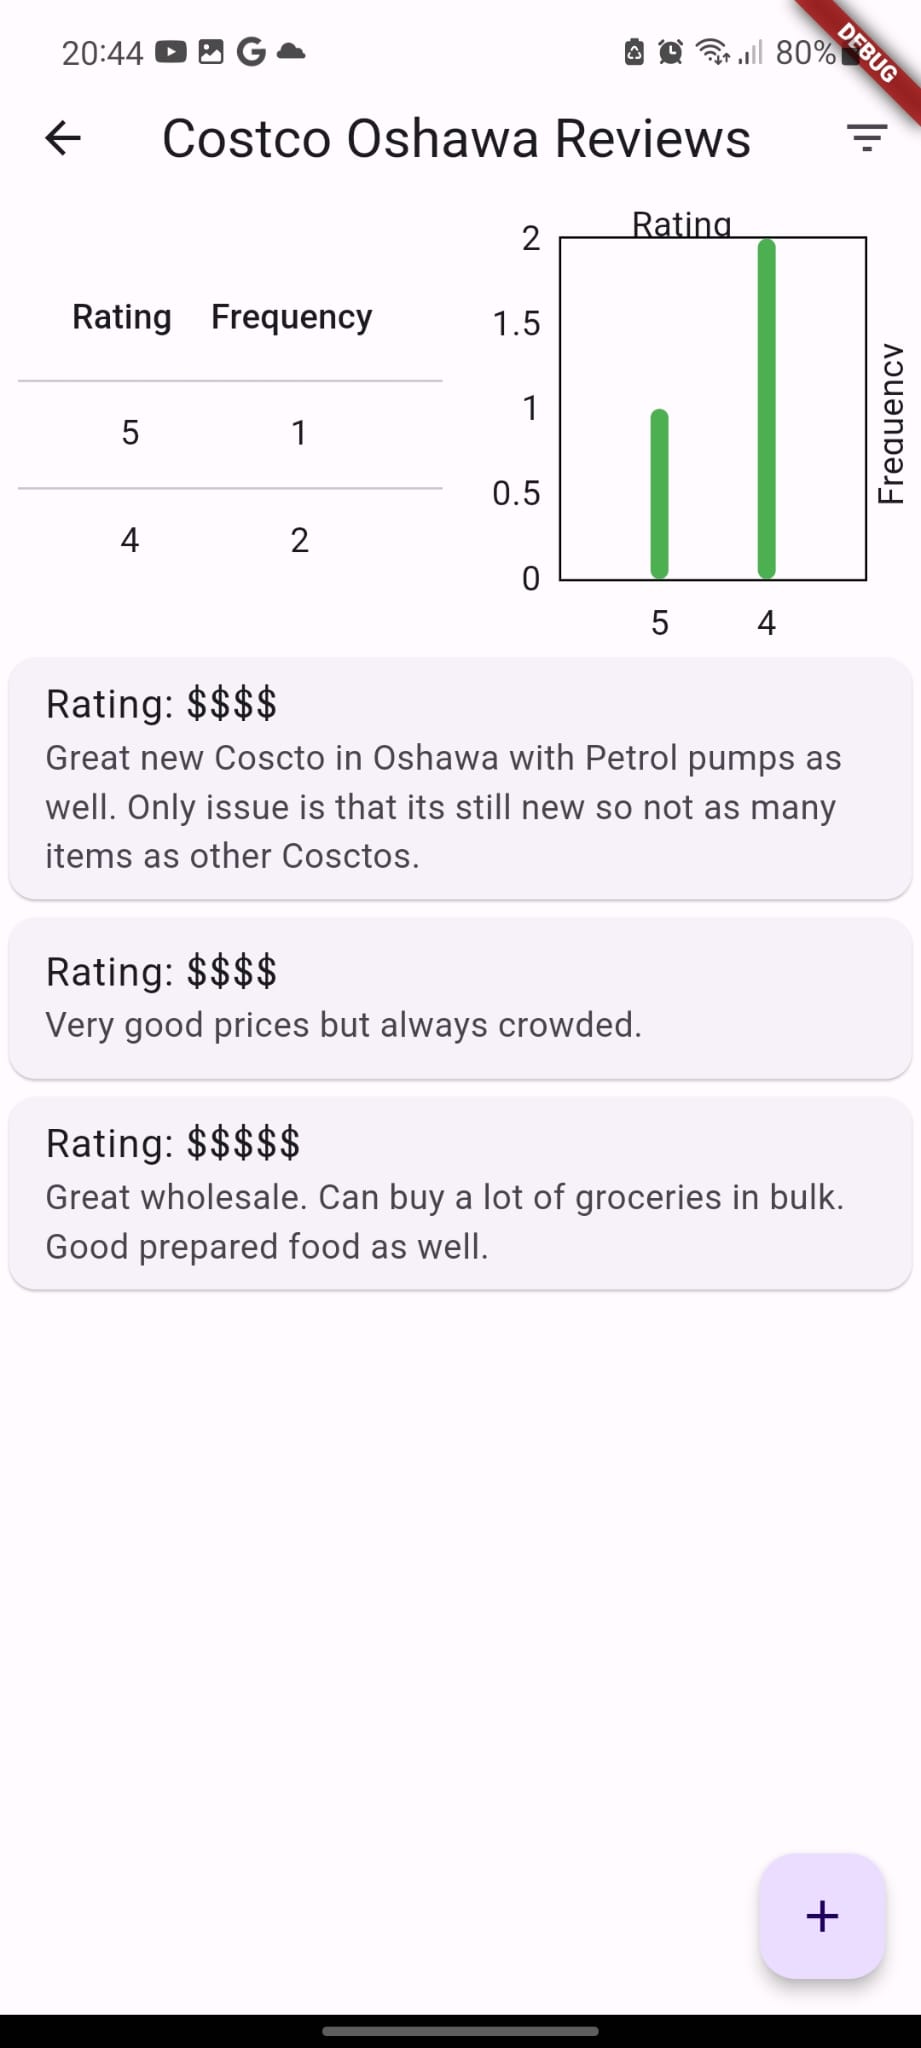 20:44
80%
DEBUG
Costco Oshawa Reviews
Rating Frequency
5 1
4 2
Rating
2
1.5
1
0.5
0
5 4
Frequency
Rating: $$$$
Great new Coscto in Oshawa with Petrol pumps as
well. Only issue is that its still new so not as many
items as other Cosctos.
Rating: $$$$
Very good prices but always crowded.
Rating: $$$$$
Great wholesale. Can buy a lot of groceries in bulk.
Good prepared food as well.